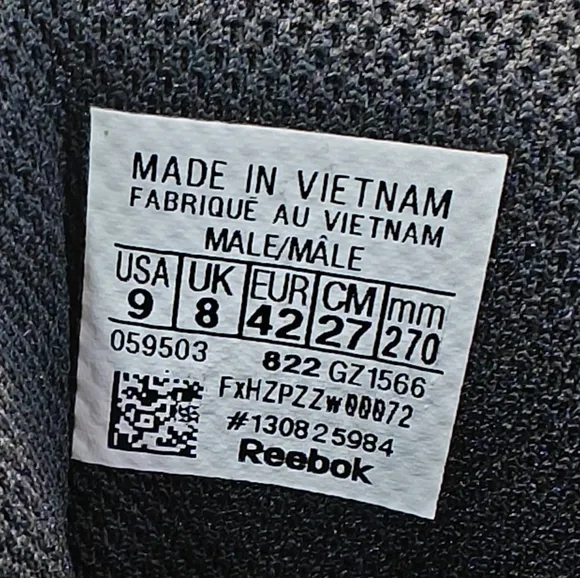 MADE IN VIETNAM
FABRIQUÉ AU VIETNAM
MALE/MÂLE
USA UK EUR CM mm
9 8 42 27 270
059503 822 GZ1566
FxHZPZZw00072
#130825984
Reebok